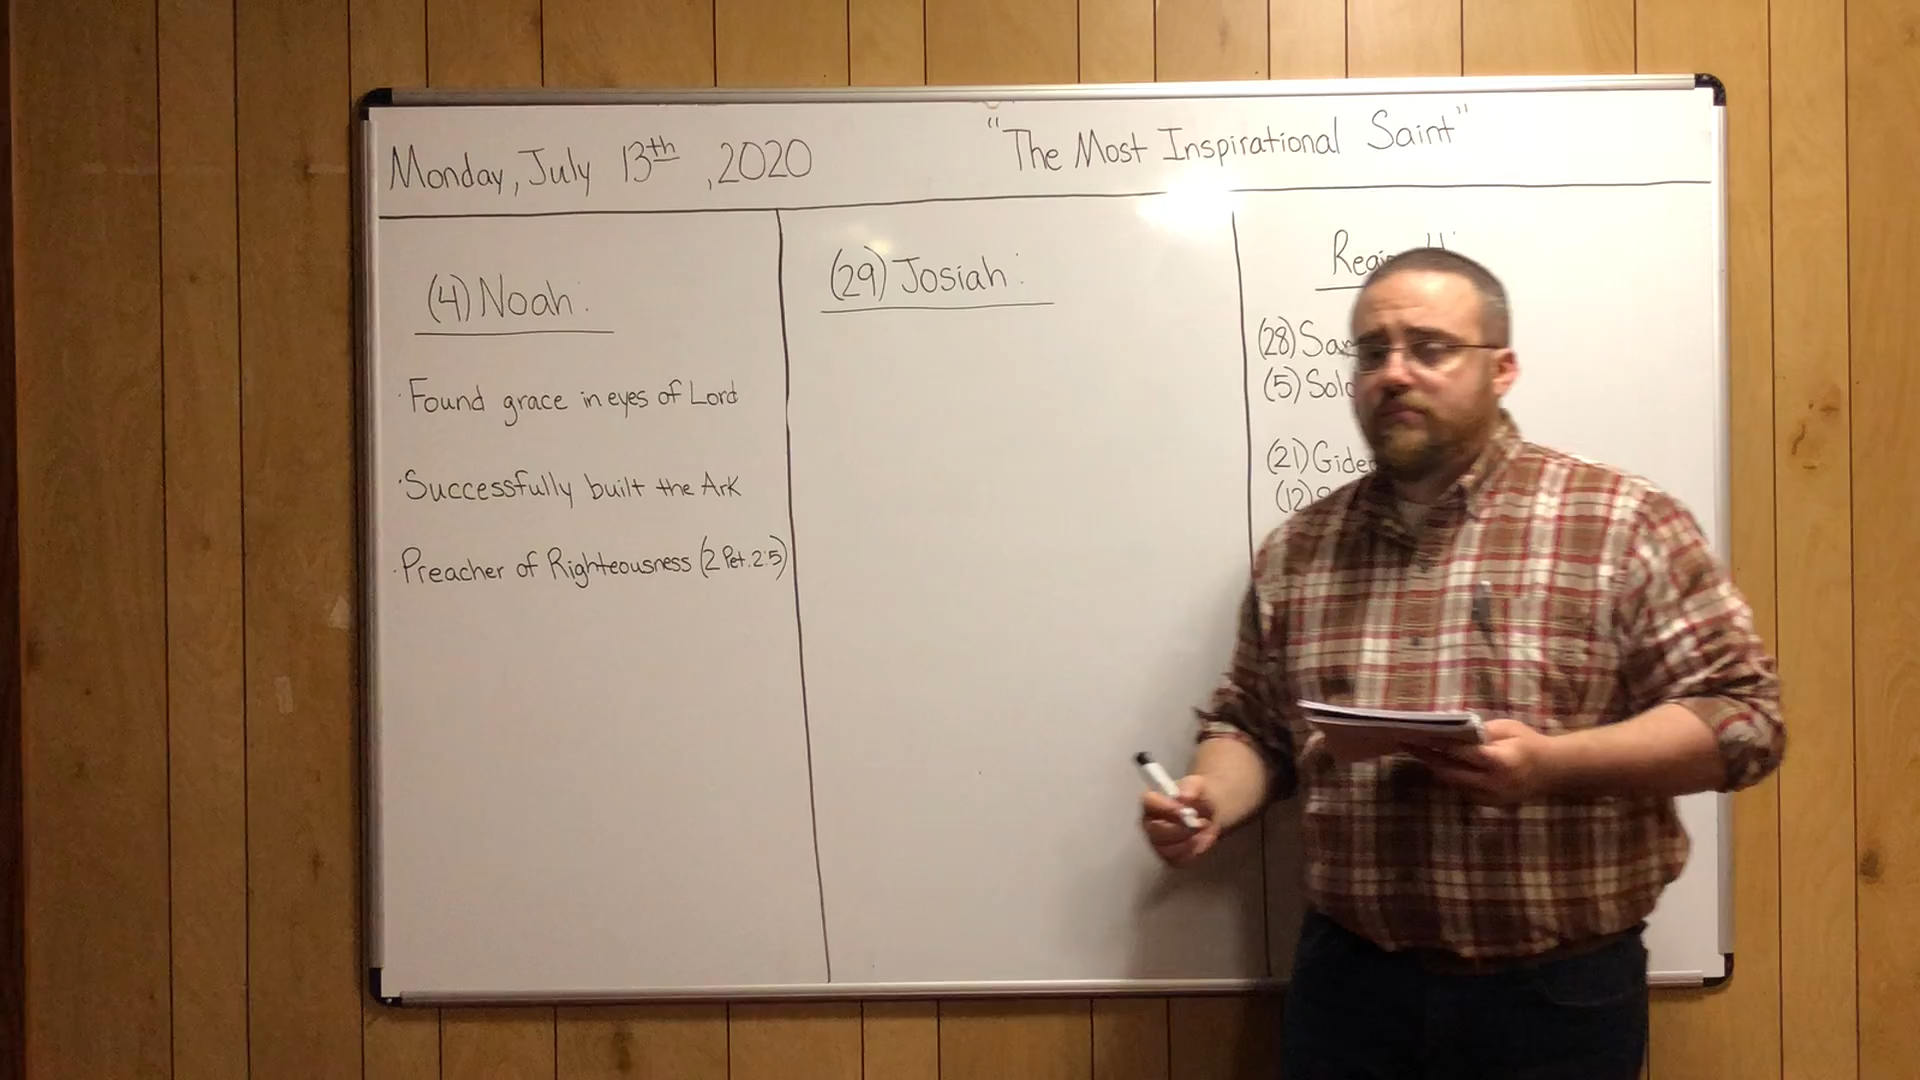 Monday, July 13th, 2020
"The Most Inspirational Saint"
(4) Noah:
· Found grace in eyes of Lord
· Successfully built the Ark
· Preacher of Righteousness (2 Pet. 2:5)
(29) Josiah:
(28)
(5)
(21)
(12)